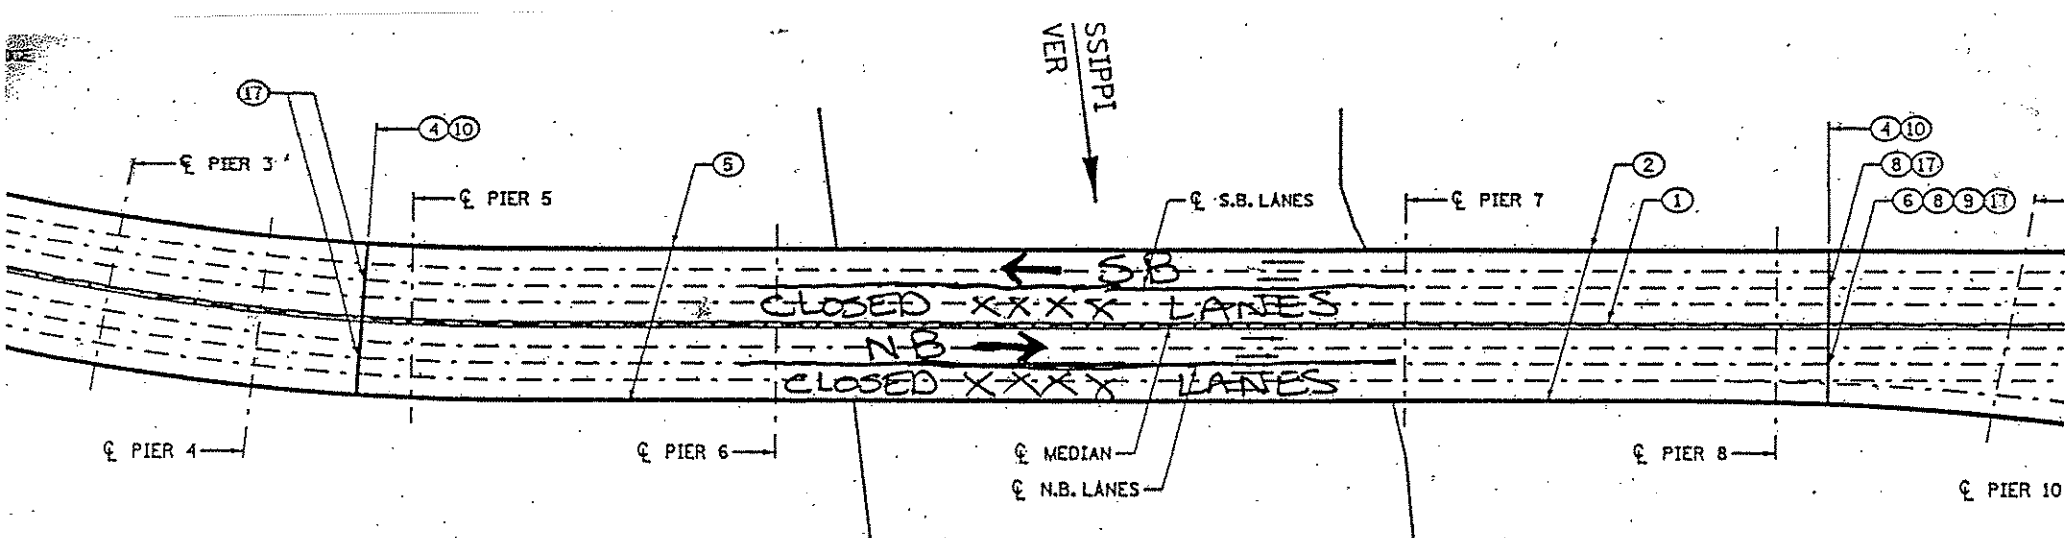 SSIPPI
VER
17
4 10
℄ PIER 3
5
℄ PIER 5
℄ S.B. LANES
℄ PIER 7
2
1
4 10
8 17
6 8 9 17
← S.B
CLOSED XXXX LANES
N B →
CLOSED XXXX LANES
℄ PIER 4
℄ PIER 6
℄ MEDIAN
℄ N.B. LANES
℄ PIER 8
℄ PIER 10